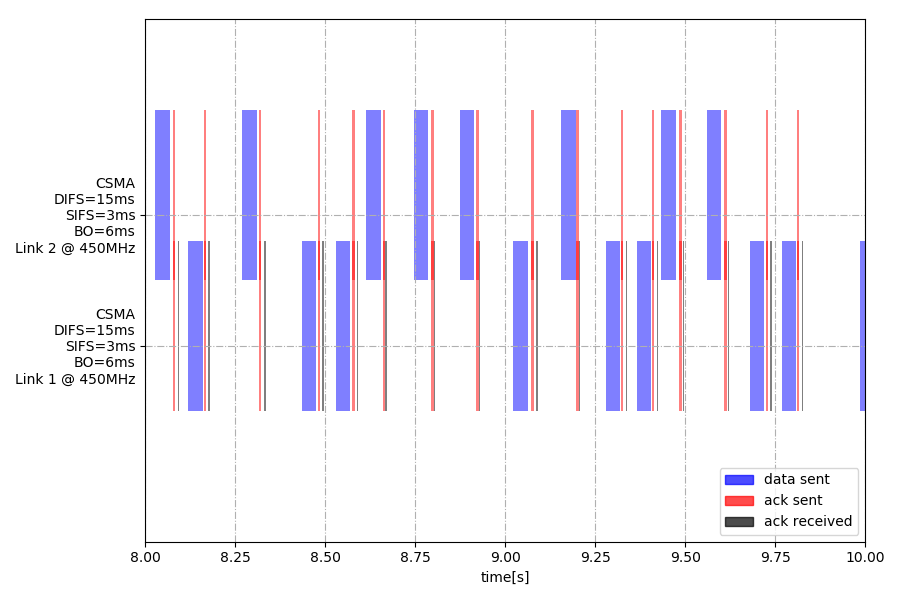 CSMA
DIFS=15ms
SIFS=3ms
BO=6ms
Link 2 @ 450MHz
CSMA
DIFS=15ms
SIFS=3ms
BO=6ms
Link 1 @ 450MHz
data sent
ack sent
ack received
8.00 8.25 8.50 8.75 9.00 9.25 9.50 9.75 10.00
time[s]